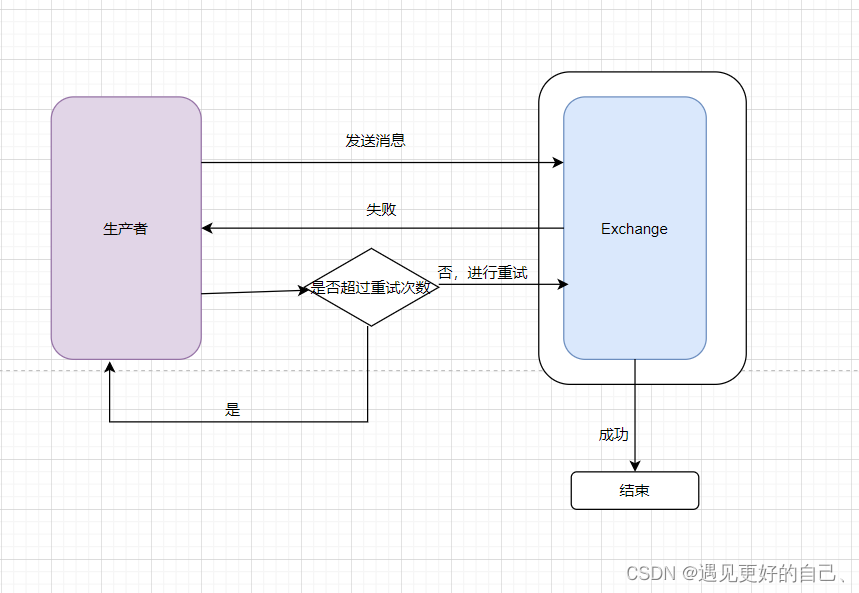 发送消息
失败
生产者
Exchange
否，进行重试
是否超过重试次数
是
成功
结束
CSDN @遇见更好的自己、